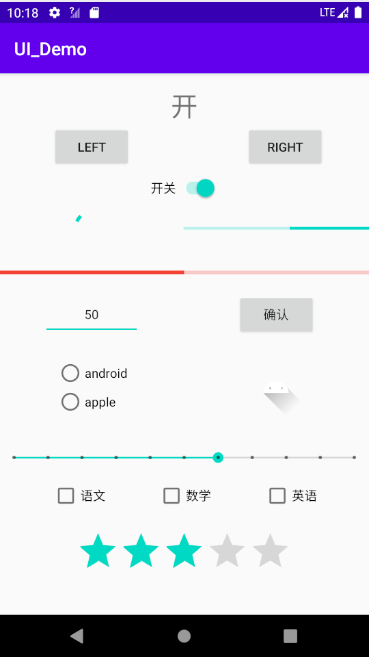 10:18 LTE
UI_Demo
开
LEFT RIGHT
开关
50 确认
android
apple
语文 数学 英语